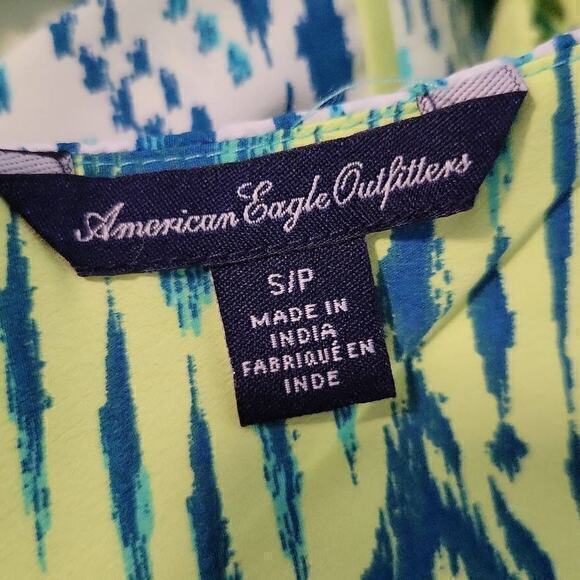 American Eagle Outfitters
S/P
MADE IN
INDIA
FABRIQUÉ EN
INDE